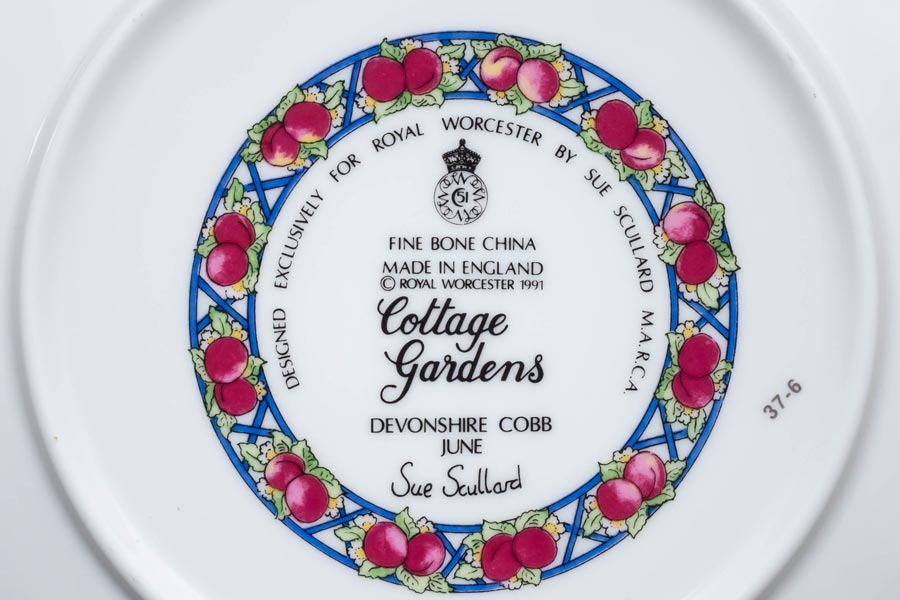 DESIGNED EXCLUSIVELY FOR ROYAL WORCESTER BY SUE SCULLARD M.A.R.C.A.
51
FINE BONE CHINA
MADE IN ENGLAND
© ROYAL WORCESTER 1991
Cottage
Gardens
DEVONSHIRE COBB
JUNE
Sue Scullard
37-6